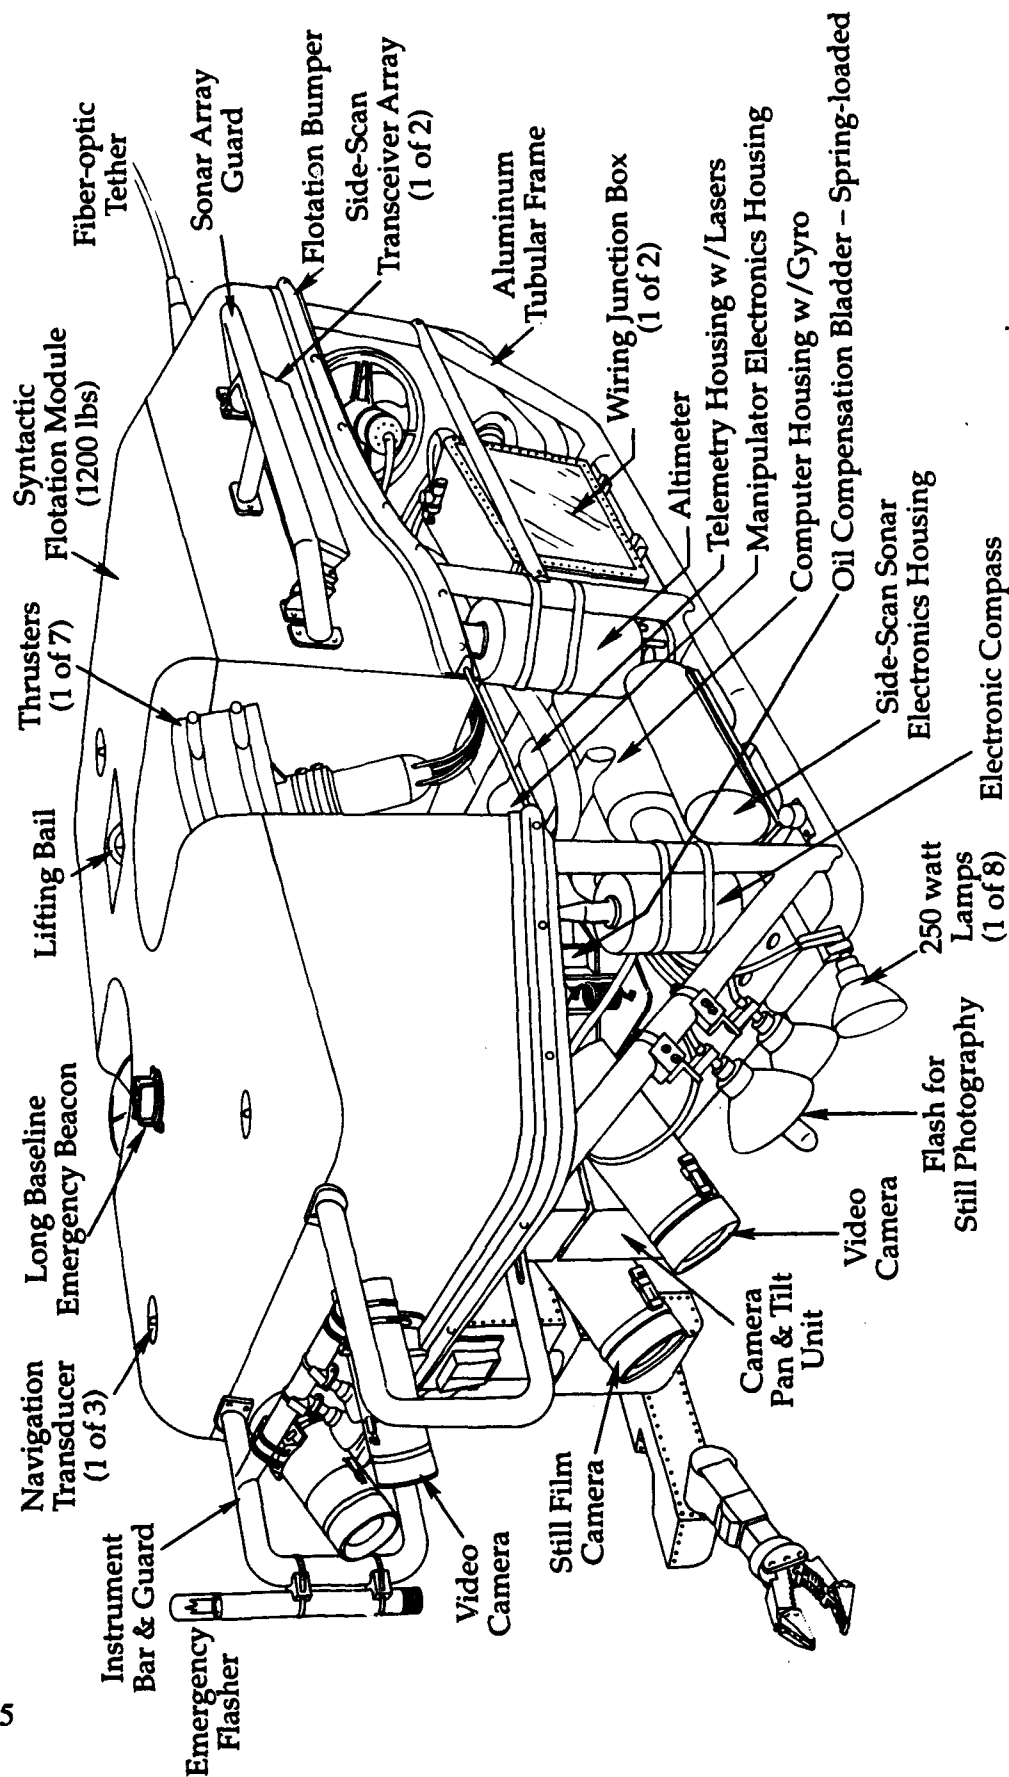 5
Emergency
Flasher
Instrument
Bar & Guard
Navigation
Transducer
(1 of 3)
Long Baseline
Emergency Beacon
Lifting Bail
Thrusters
(1 of 7)
Syntactic
Flotation Module
(1200 lbs)
Fiber-optic
Tether
Sonar Array
Guard
Flotation Bumper
Side-Scan
Transceiver Array
(1 of 2)
Aluminum
Tubular Frame
Wiring Junction Box
(1 of 2)
Altimeter
Telemetry Housing w/Lasers
Manipulator Electronics Housing
Computer Housing w/Gyro
Oil Compensation Bladder – Spring-loaded
Side-Scan Sonar
Electronics Housing
Electronic Compass
250 watt
Lamps
(1 of 8)
Flash for
Still Photography
Video
Camera
Camera
Pan & Tilt
Unit
Still Film
Camera
Video
Camera